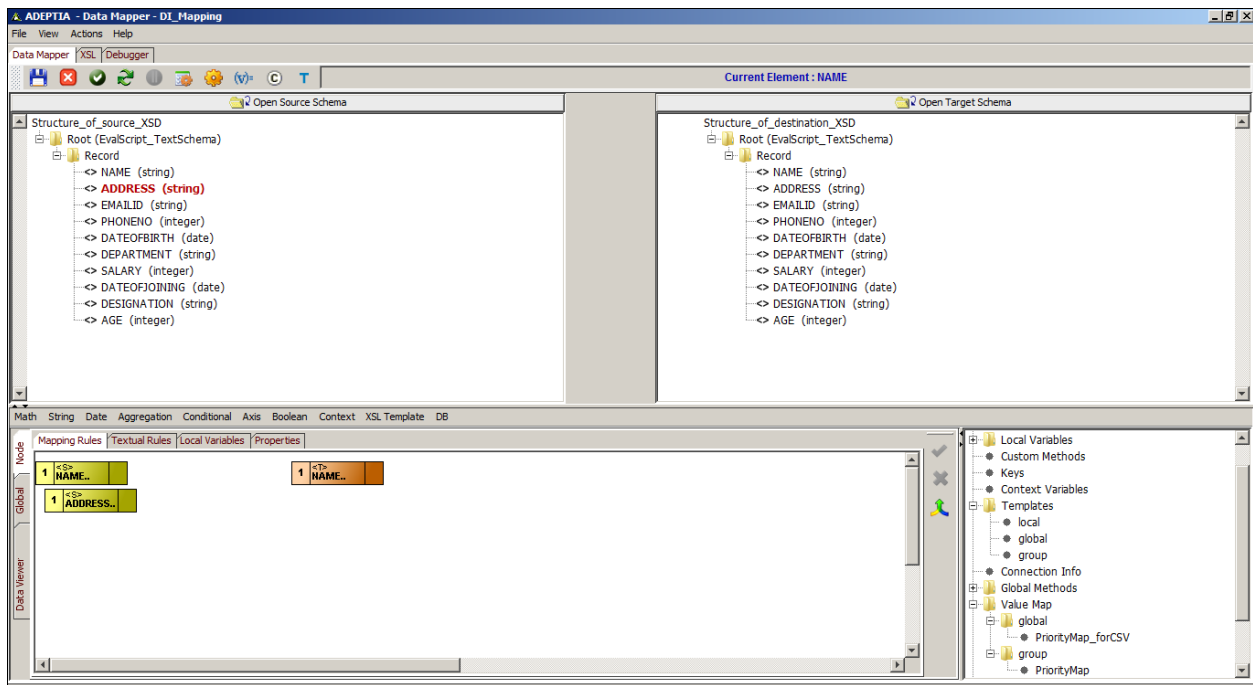 ADEPTIA - Data Mapper - DI_Mapping
File View Actions Help
Data Mapper XSL Debugger
(v)= C T Current Element : NAME
Open Source Schema
Structure_of_source_XSD
Root (EvalScript_TextSchema)
Record
<> NAME (string)
<> ADDRESS (string)
<> EMAILID (string)
<> PHONENO (integer)
<> DATEOFBIRTH (date)
<> DEPARTMENT (string)
<> SALARY (integer)
<> DATEOFJOINING (date)
<> DESIGNATION (string)
<> AGE (integer)
Open Target Schema
Structure_of_destination_XSD
Root (EvalScript_TextSchema)
Record
<> NAME (string)
<> ADDRESS (string)
<> EMAILID (string)
<> PHONENO (integer)
<> DATEOFBIRTH (date)
<> DEPARTMENT (string)
<> SALARY (integer)
<> DATEOFJOINING (date)
<> DESIGNATION (string)
<> AGE (integer)
Math String Date Aggregation Conditional Axis Boolean Context XSL Template DB
Node
Global
Data Viewer
Mapping Rules Textual Rules Local Variables Properties
1 <S> NAME..
1 <S> ADDRESS..
1 <T> NAME..
Local Variables
Custom Methods
Keys
Context Variables
Templates
local
global
group
Connection Info
Global Methods
Value Map
global
PriorityMap_forCSV
group
PriorityMap